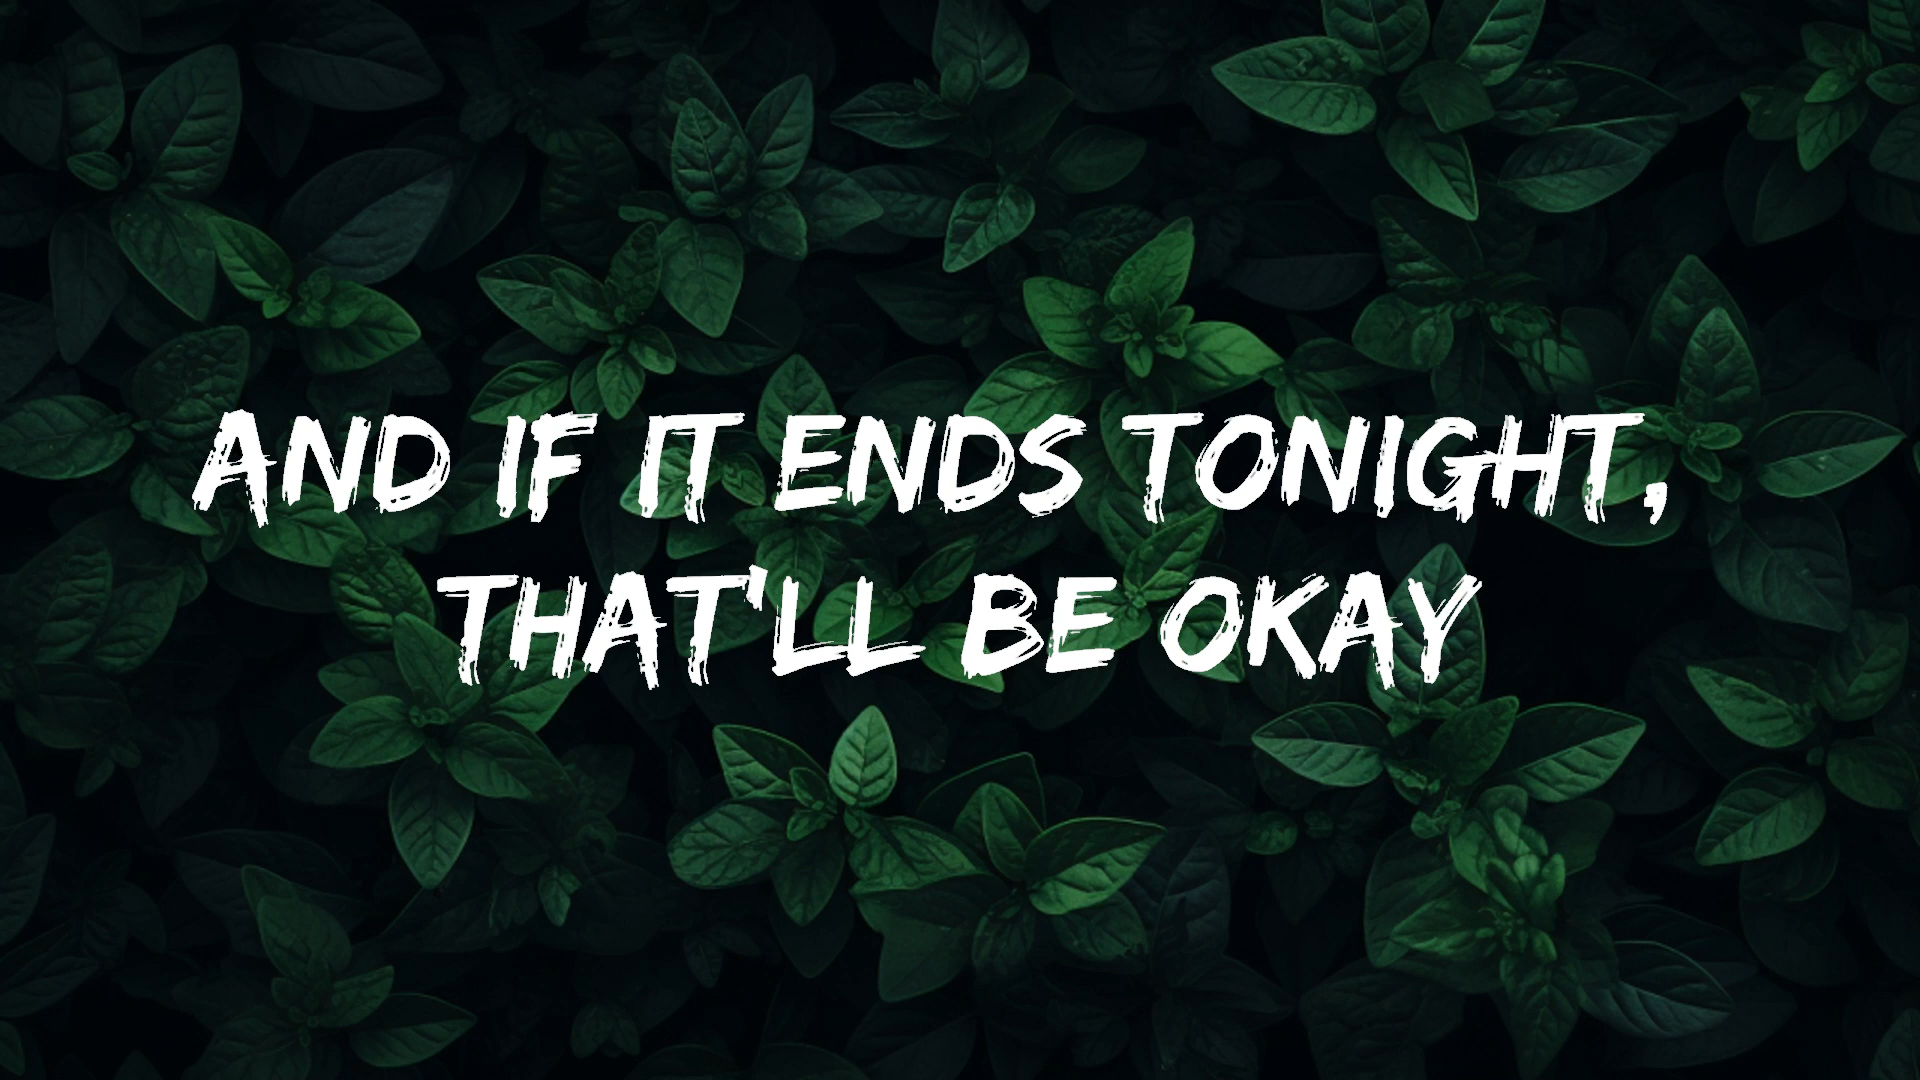 AND IF IT ENDS TONIGHT,
THAT'LL BE OKAY